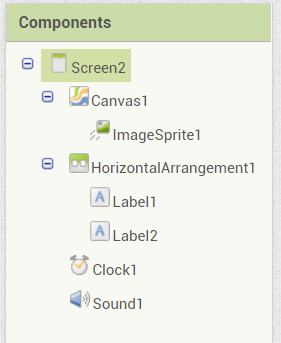 Components
Screen2
Canvas1
ImageSprite1
HorizontalArrangement1
Label1
Label2
Clock1
Sound1